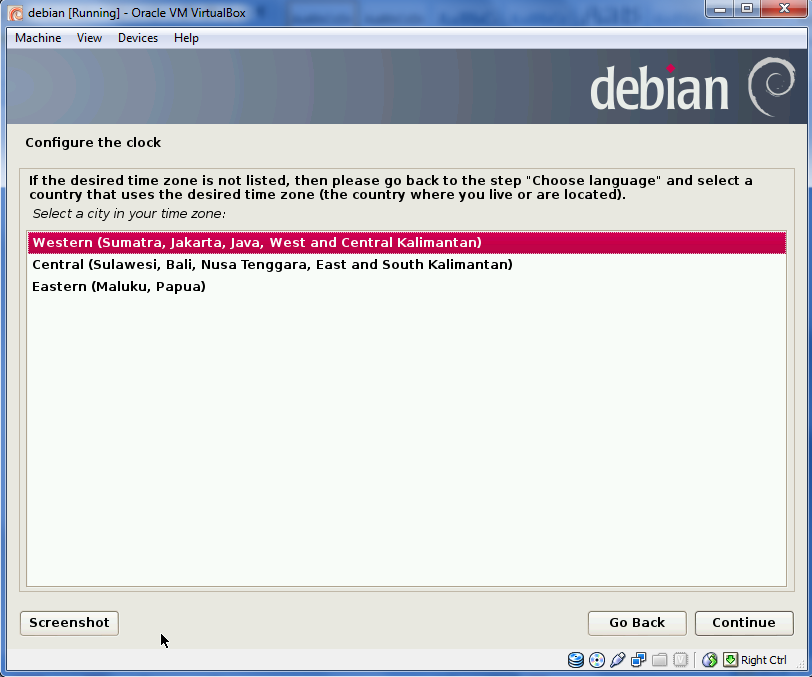 debian [Running] - Oracle VM VirtualBox
Machine View Devices Help
debian
Configure the clock
If the desired time zone is not listed, then please go back to the step "Choose language" and select a
country that uses the desired time zone (the country where you live or are located).
Select a city in your time zone:
Western (Sumatra, Jakarta, Java, West and Central Kalimantan)
Central (Sulawesi, Bali, Nusa Tenggara, East and South Kalimantan)
Eastern (Maluku, Papua)
Screenshot Go Back Continue
Right Ctrl